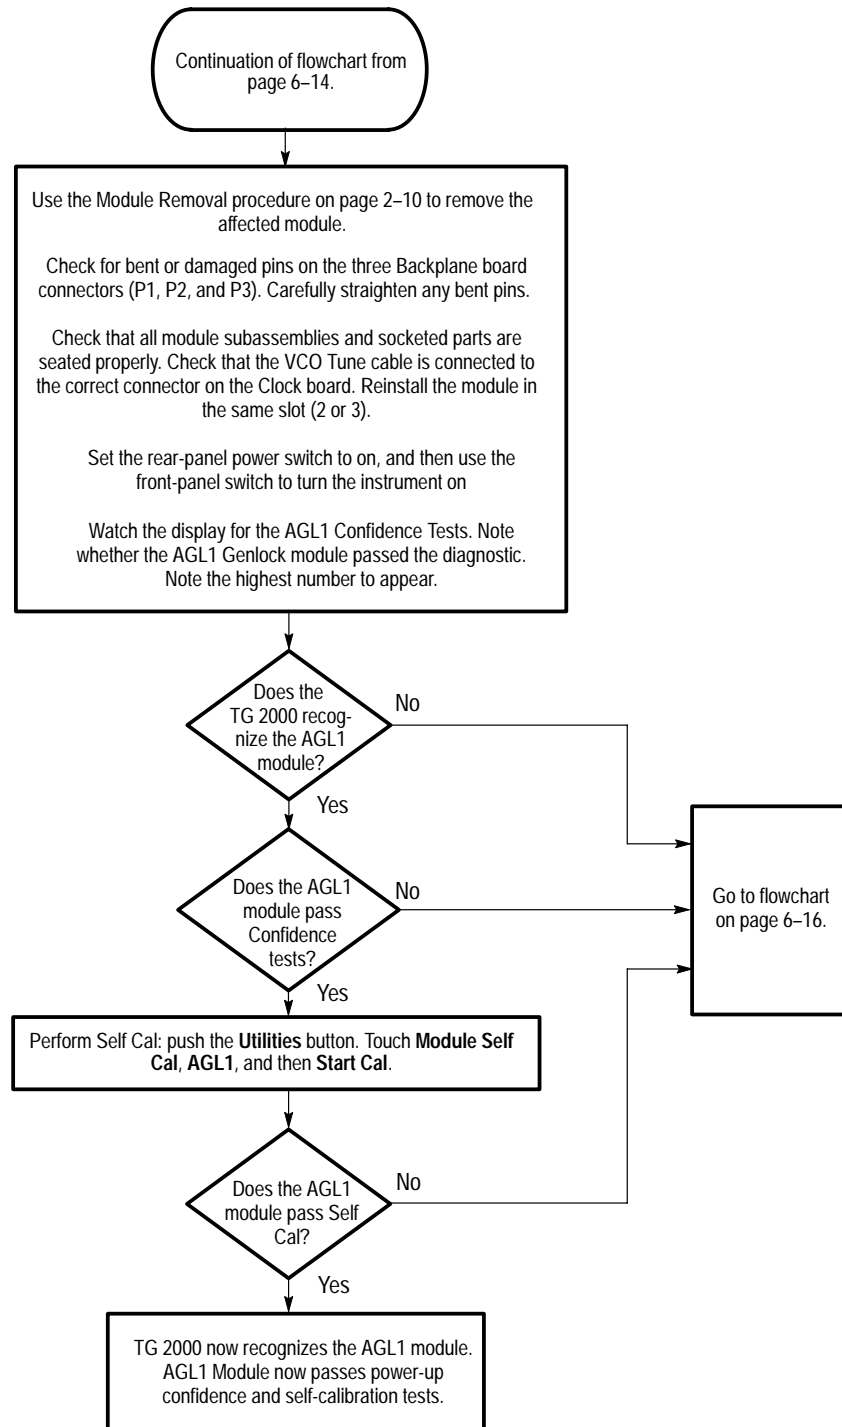 Continuation of flowchart from
page 6–14.
Use the Module Removal procedure on page 2–10 to remove the
affected module.
Check for bent or damaged pins on the three Backplane board
connectors (P1, P2, and P3). Carefully straighten any bent pins.
Check that all module subassemblies and socketed parts are
seated properly. Check that the VCO Tune cable is connected to
the correct connector on the Clock board. Reinstall the module in
the same slot (2 or 3).
Set the rear-panel power switch to on, and then use the
front-panel switch to turn the instrument on
Watch the display for the AGL1 Confidence Tests. Note
whether the AGL1 Genlock module passed the diagnostic.
Note the highest number to appear.
Does the
TG 2000 recog-
nize the AGL1
module?
No
Yes
Does the AGL1
module pass
Confidence
tests?
No
Go to flowchart
on page 6–16.
Yes
Perform Self Cal: push the Utilities button. Touch Module Self
Cal, AGL1, and then Start Cal.
Does the AGL1
module pass Self
Cal?
No
Yes
TG 2000 now recognizes the AGL1 module.
AGL1 Module now passes power-up
confidence and self-calibration tests.